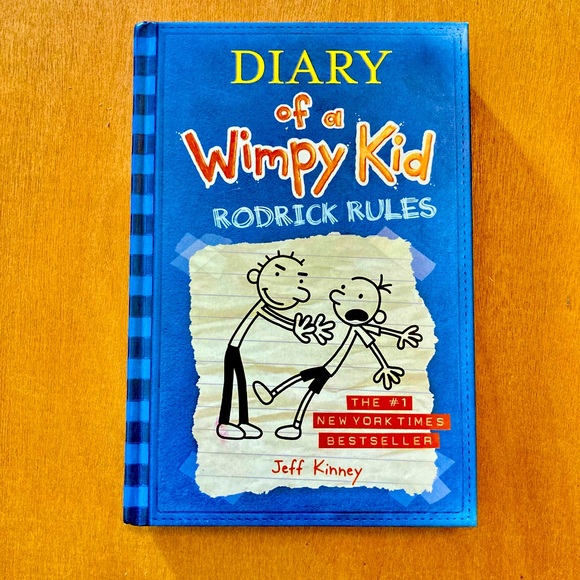 DIARY
of a
Wimpy Kid
RODRICK RULES
THE #1
NEW YORK TIMES
BESTSELLER
Jeff Kinney